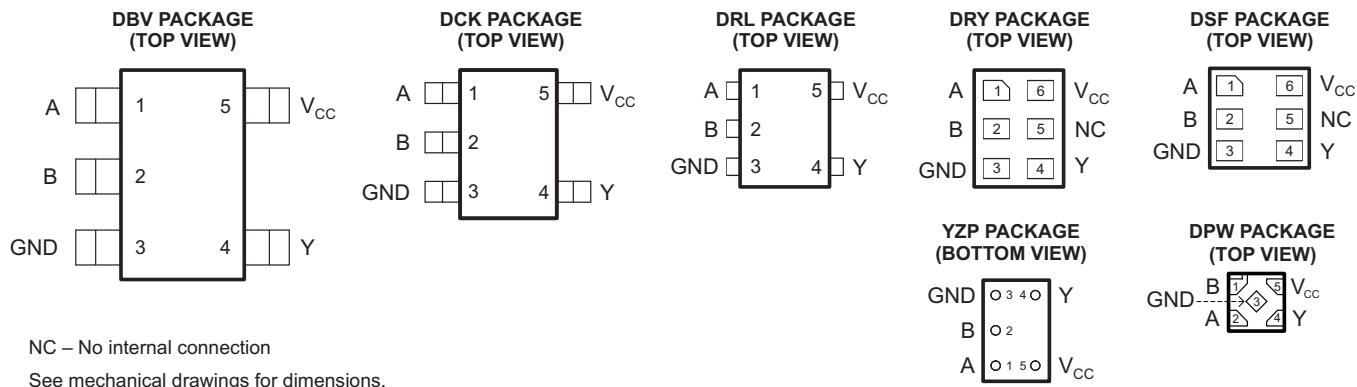 DBV PACKAGE
(TOP VIEW)
A 1 5 VCC
B 2
GND 3 4 Y
DCK PACKAGE
(TOP VIEW)
A 1 5 VCC
B 2
GND 3 4 Y
DRL PACKAGE
(TOP VIEW)
A 1 5 VCC
B 2
GND 3 4 Y
DRY PACKAGE
(TOP VIEW)
A 1 6 VCC
B 2 5 NC
GND 3 4 Y
DSF PACKAGE
(TOP VIEW)
A 1 6 VCC
B 2 5 NC
GND 3 4 Y
YZP PACKAGE
(BOTTOM VIEW)
GND 3 4 Y
B 2
A 1 5 VCC
DPW PACKAGE
(TOP VIEW)
B 1 5 VCC
GND 3
A 2 4 Y
NC – No internal connection
See mechanical drawings for dimensions.